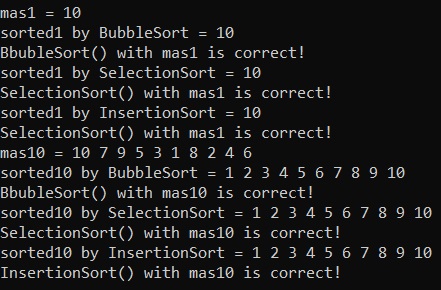 mas1 = 10
sorted1 by BubbleSort = 10
BbubleSort() with mas1 is correct!
sorted1 by SelectionSort = 10
SelectionSort() with mas1 is correct!
sorted1 by InsertionSort = 10
SelectionSort() with mas1 is correct!
mas10 = 10 7 9 5 3 1 8 2 4 6
sorted10 by BubbleSort = 1 2 3 4 5 6 7 8 9 10
BbubleSort() with mas10 is correct!
sorted10 by SelectionSort = 1 2 3 4 5 6 7 8 9 10
SelectionSort() with mas10 is correct!
sorted10 by InsertionSort = 1 2 3 4 5 6 7 8 9 10
InsertionSort() with mas10 is correct!